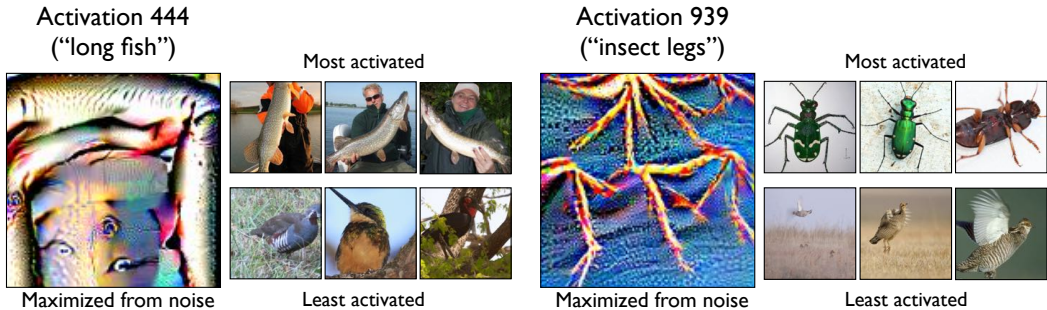 Activation 444
(“long fish”)
Most activated
Maximized from noise
Least activated
Activation 939
(“insect legs”)
Most activated
Maximized from noise
Least activated